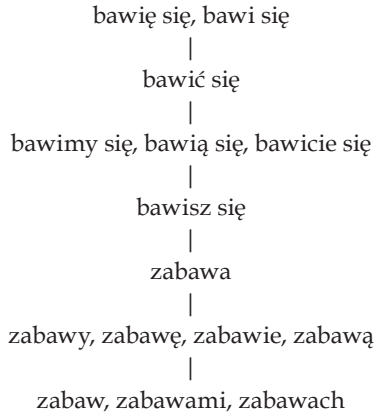 bawię się, bawi się
bawić się
bawimy się, bawią się, bawicie się
bawisz się
zabawa
zabawy, zabawę, zabawie, zabawą
zabaw, zabawami, zabawach